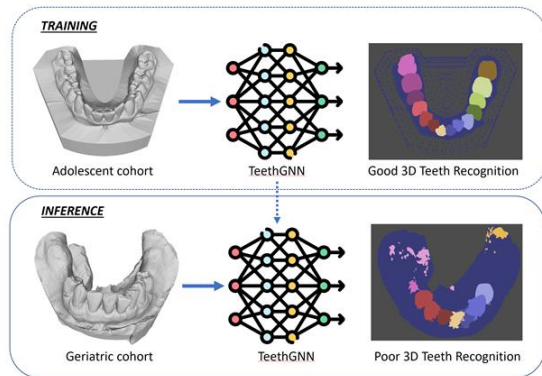 TRAINING
Adolescent cohort
TeethGNN
Good 3D Teeth Recognition
INFERENCE
Geriatric cohort
TeethGNN
Poor 3D Teeth Recognition